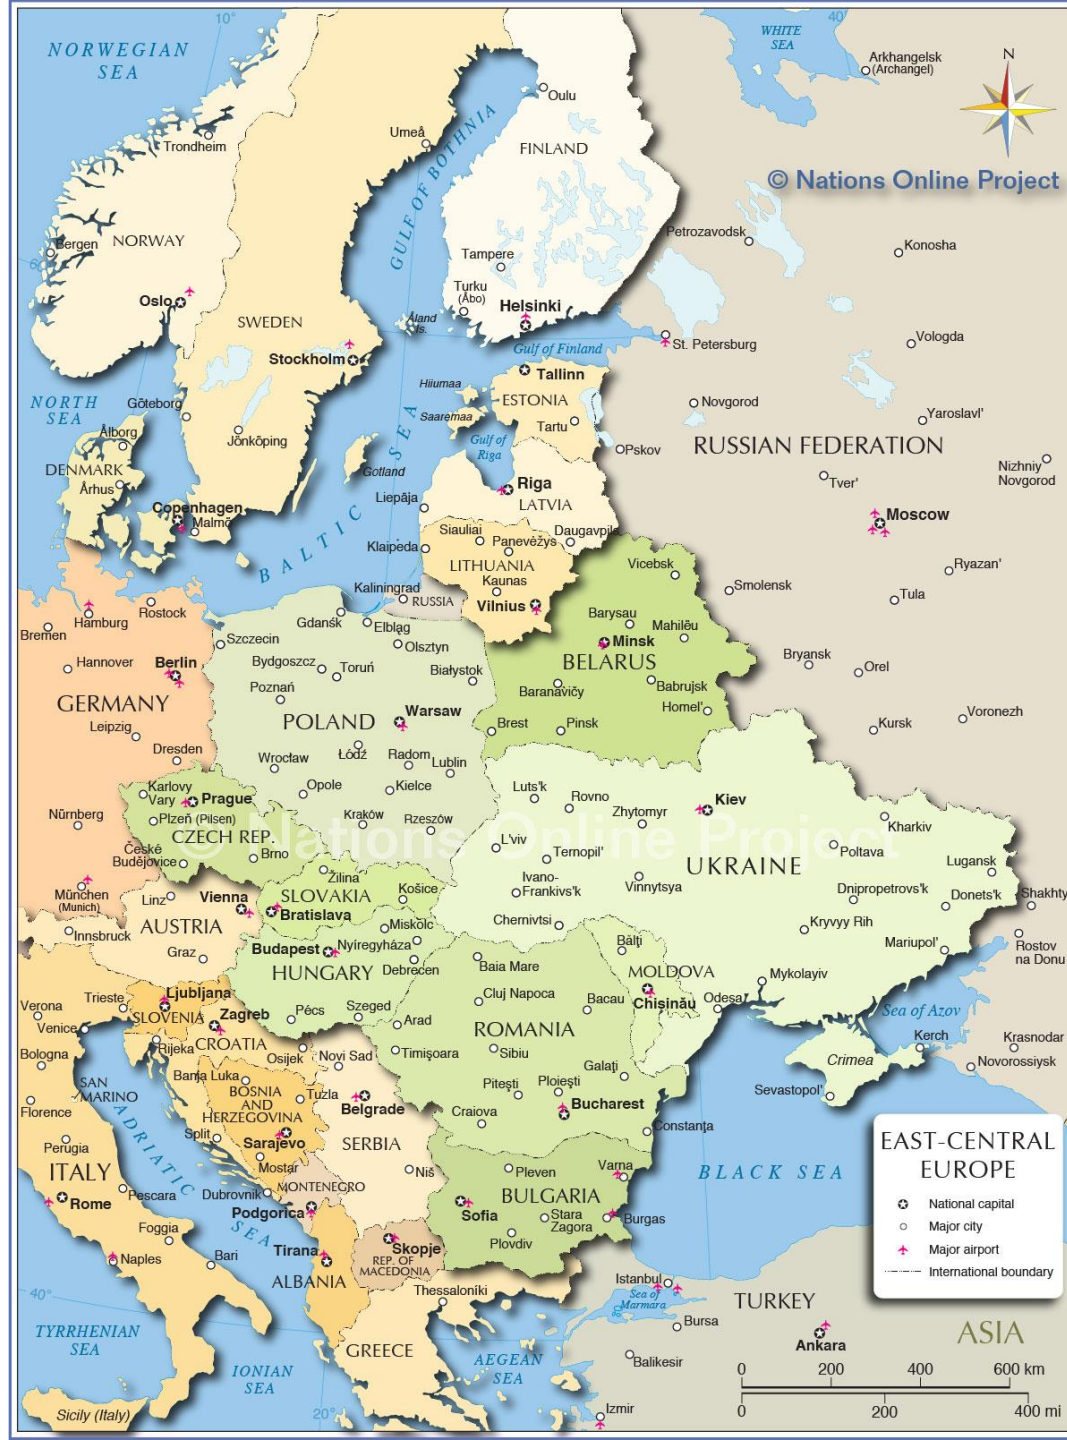 10°
40°
NORWEGIAN
SEA
WHITE
SEA
Arkhangelsk
(Archangel)
N
Oulu
Umeå
Trondheim
FINLAND
GULF OF BOTHNIA
© Nations Online Project
Petrozavodsk
Konosha
Bergen
NORWAY
Tampere
Turku
(Åbo)
Helsinki
Oslo
SWEDEN
Åland
Is.
Stockholm
Gulf of Finland
St. Petersburg
Vologda
Tallinn
Hiiumaa
ESTONIA
Saaremaa
Tartu
NORTH
SEA
Göteborg
Novgorod
Yaroslavl'
Ålborg
Jönköping
Gulf of
Riga
Pskov
RUSSIAN FEDERATION
DENMARK
Gotland
Nizhniy
Novgorod
Århus
Riga
Tver'
Liepāja
LATVIA
Copenhagen
Malmö
Moscow
BALTIC SEA
Siauliai
Panevėžys
Daugavpils
Klaipėda
LITHUANIA
Vicebsk
Ryazan'
Kaunas
Smolensk
Kaliningrad
RUSSIA
Vilnius
Tula
Hamburg
Rostock
Barysau
Mahilëu
Gdańsk
Elbląg
Bremen
Szczecin
Olsztyn
Minsk
Hannover
Berlin
Bydgoszcz
Toruń
Białystok
BELARUS
Bryansk
Orel
Poznań
Baranavičy
Babrujsk
GERMANY
Homel'
Warsaw
POLAND
Brest
Pinsk
Kursk
Voronezh
Leipzig
Dresden
Wrocław
Łódź
Radom
Lublin
Karlovy
Vary
Prague
Opole
Kielce
Luts'k
Rovno
Kiev
Zhytomyr
Nürnberg
Plzeň (Pilsen)
Kraków
Rzeszów
Kharkiv
CZECH REP.
© Nations Online Project
České
Budějovice
Brno
L'viv
Ternopil'
Poltava
UKRAINE
Lugansk
München
(Munich)
Žilina
Ivano-
Frankivs'k
Vinnytsya
Dnipropetrovs'k
Donets'k
Shakhty
Linz
Vienna
SLOVAKIA
Košice
Bratislava
AUSTRIA
Miskolc
Chernivtsi
Kryvyy Rih
Innsbruck
Graz
Budapest
Nyíregyháza
Bălţi
Mariupol'
Rostov
na Donu
HUNGARY
Debrecen
Baia Mare
MOLDOVA
Mykolayiv
Verona
Trieste
Ljubljana
Cluj Napoca
Bacau
Chişinău
Odesa
SLOVENIA
Zagreb
Pécs
Szeged
Arad
Sea of Azov
Venice
CROATIA
ROMANIA
Kerch
Krasnodar
Bologna
Rijeka
Osijek
Novi Sad
Timişoara
Sibiu
Crimea
Novorossiysk
SAN
MARINO
Banja Luka
Galaţi
Florence
BOSNIA
AND
HERZEGOVINA
Tuzla
Belgrade
Piteşti
Ploieşti
Sevastopol'
Bucharest
Craiova
Constanţa
Perugia
Split
Sarajevo
SERBIA
EAST-CENTRAL
EUROPE
ADRIATIC SEA
Mostar
Niš
Pleven
Varna
BLACK SEA
ITALY
Rome
Pescara
Dubrovnik
MONTENEGRO
BULGARIA
National capital
Podgorica
Sofia
Stara
Zagora
Burgas
Major city
Foggia
Plovdiv
Bari
Tirana
Skopje
REP. OF
MACEDONIA
Major airport
Naples
ALBANIA
International boundary
Thessaloníki
Istanbul
Sea of
Marmara
40°
TURKEY
TYRRHENIAN
SEA
Bursa
Ankara
ASIA
GREECE
Balikesir
IONIAN
SEA
AEGEAN
SEA
0 200 400 600 km
Sicily (Italy)
20°
Izmir
0 200 400 mi